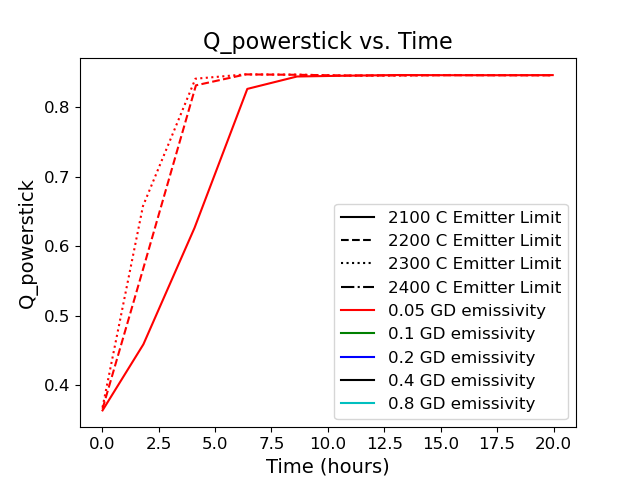 Q_powerstick vs. Time
Q_powerstick
0.8
0.7
0.6
0.5
0.4
2100 C Emitter Limit
2200 C Emitter Limit
2300 C Emitter Limit
2400 C Emitter Limit
0.05 GD emissivity
0.1 GD emissivity
0.2 GD emissivity
0.4 GD emissivity
0.8 GD emissivity
0.0 2.5 5.0 7.5 10.0 12.5 15.0 17.5 20.0
Time (hours)